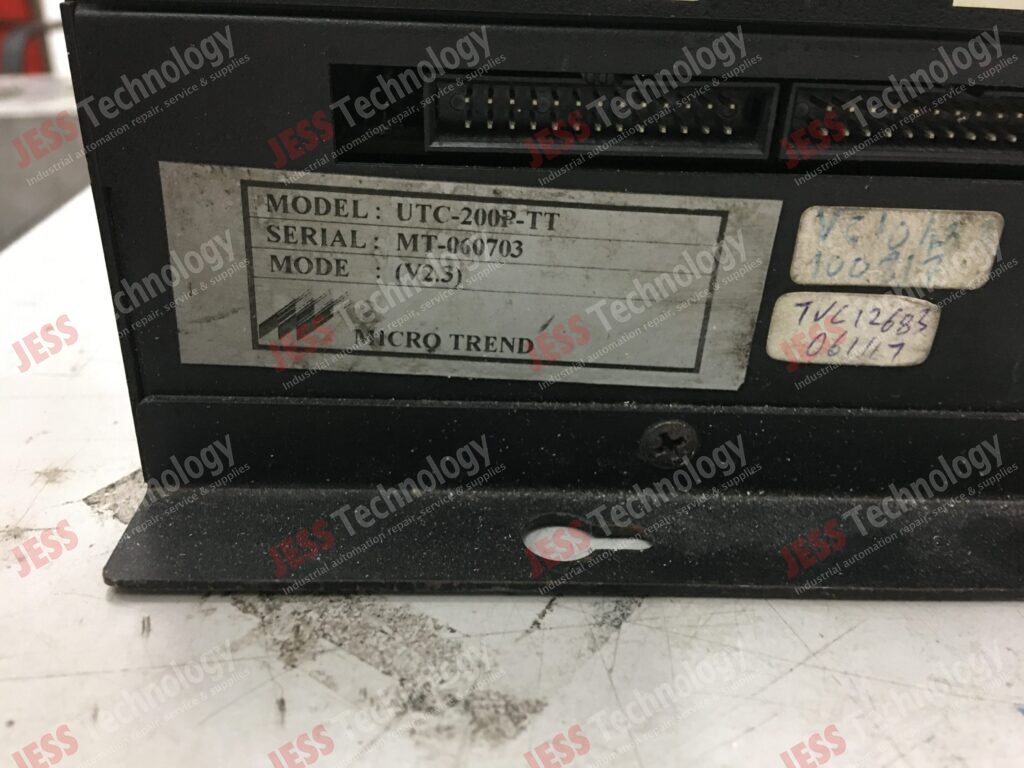 MODEL: UTC-200P-TT
SERIAL: MT-060703
MODE : (V2.3)
MICRO TREND
TVC12683
061117
JESS Technology
Industrial automation repair, service & supplies